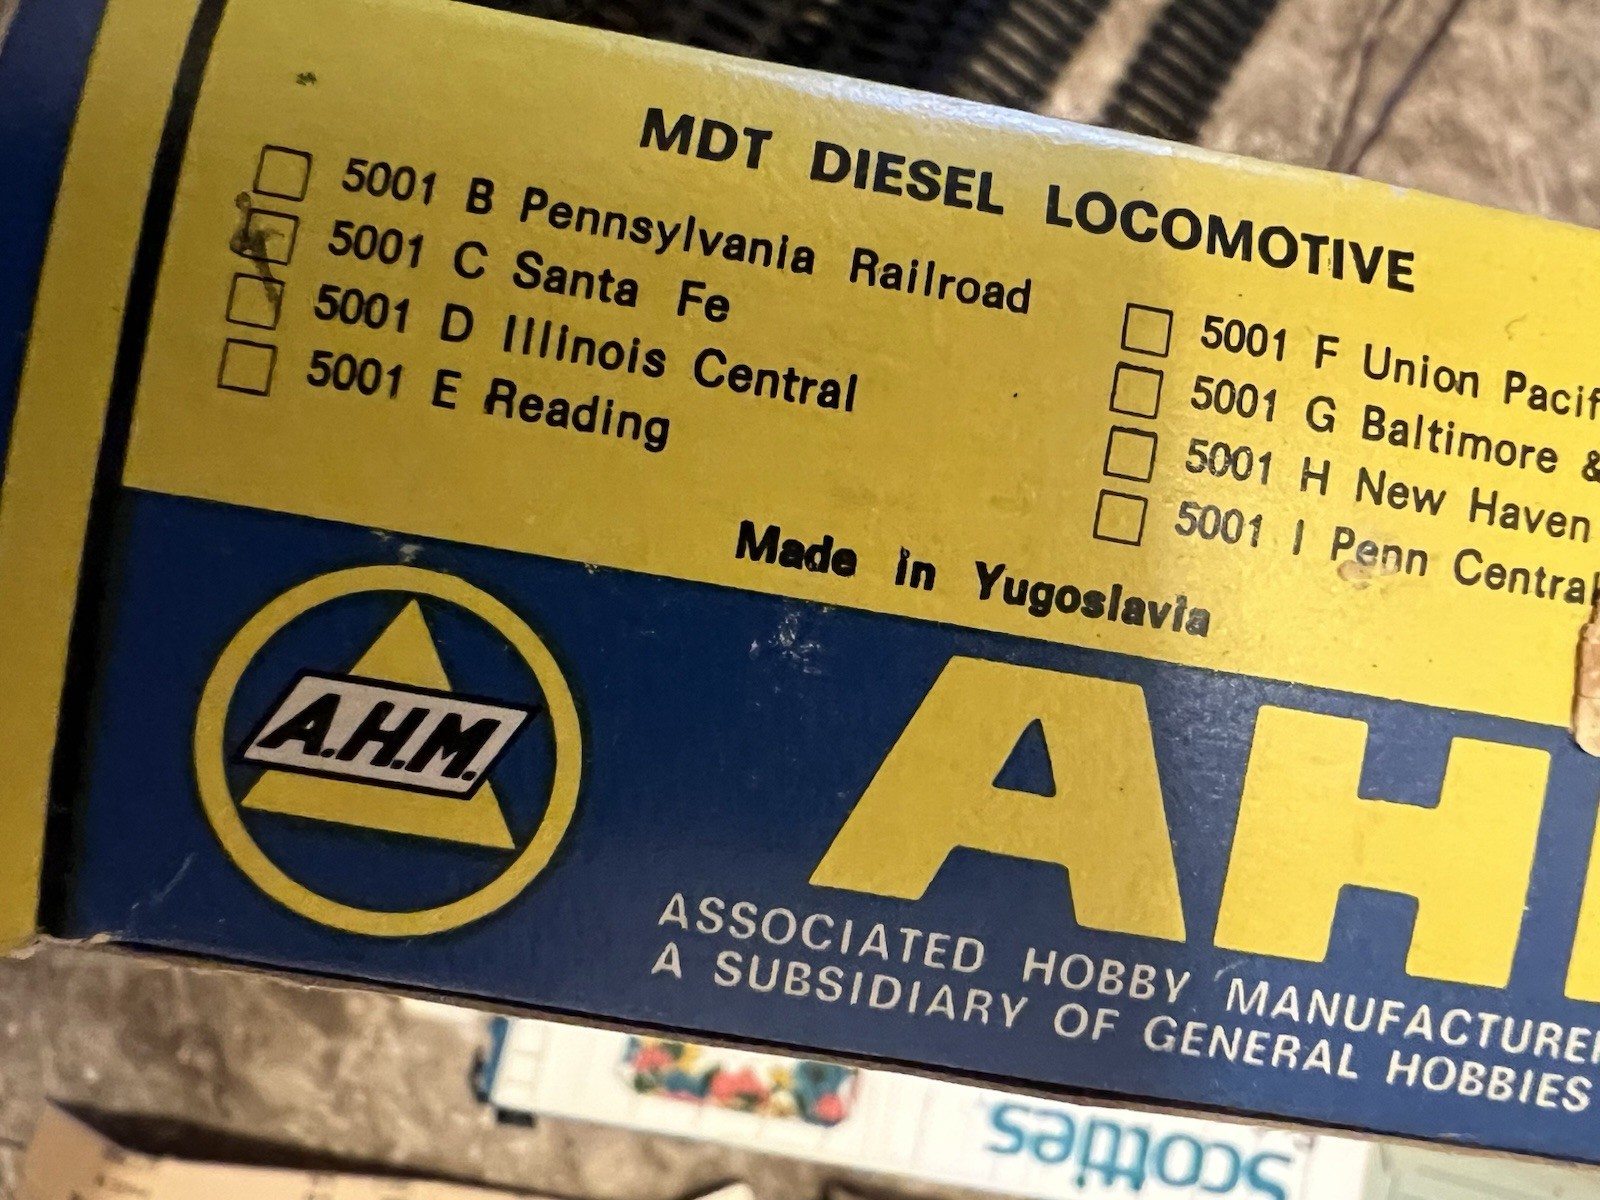 MDT DIESEL LOCOMOTIVE
5001 B Pennsylvania Railroad
5001 C Santa Fe
5001 D Illinois Central
5001 E Reading
5001 F Union Pacif
5001 G Baltimore &
5001 H New Haven
5001 I Penn Central
Made in Yugoslavia
A.H.M.
AH
ASSOCIATED HOBBY MANUFACTURER
A SUBSIDIARY OF GENERAL HOBBIES
Scotties